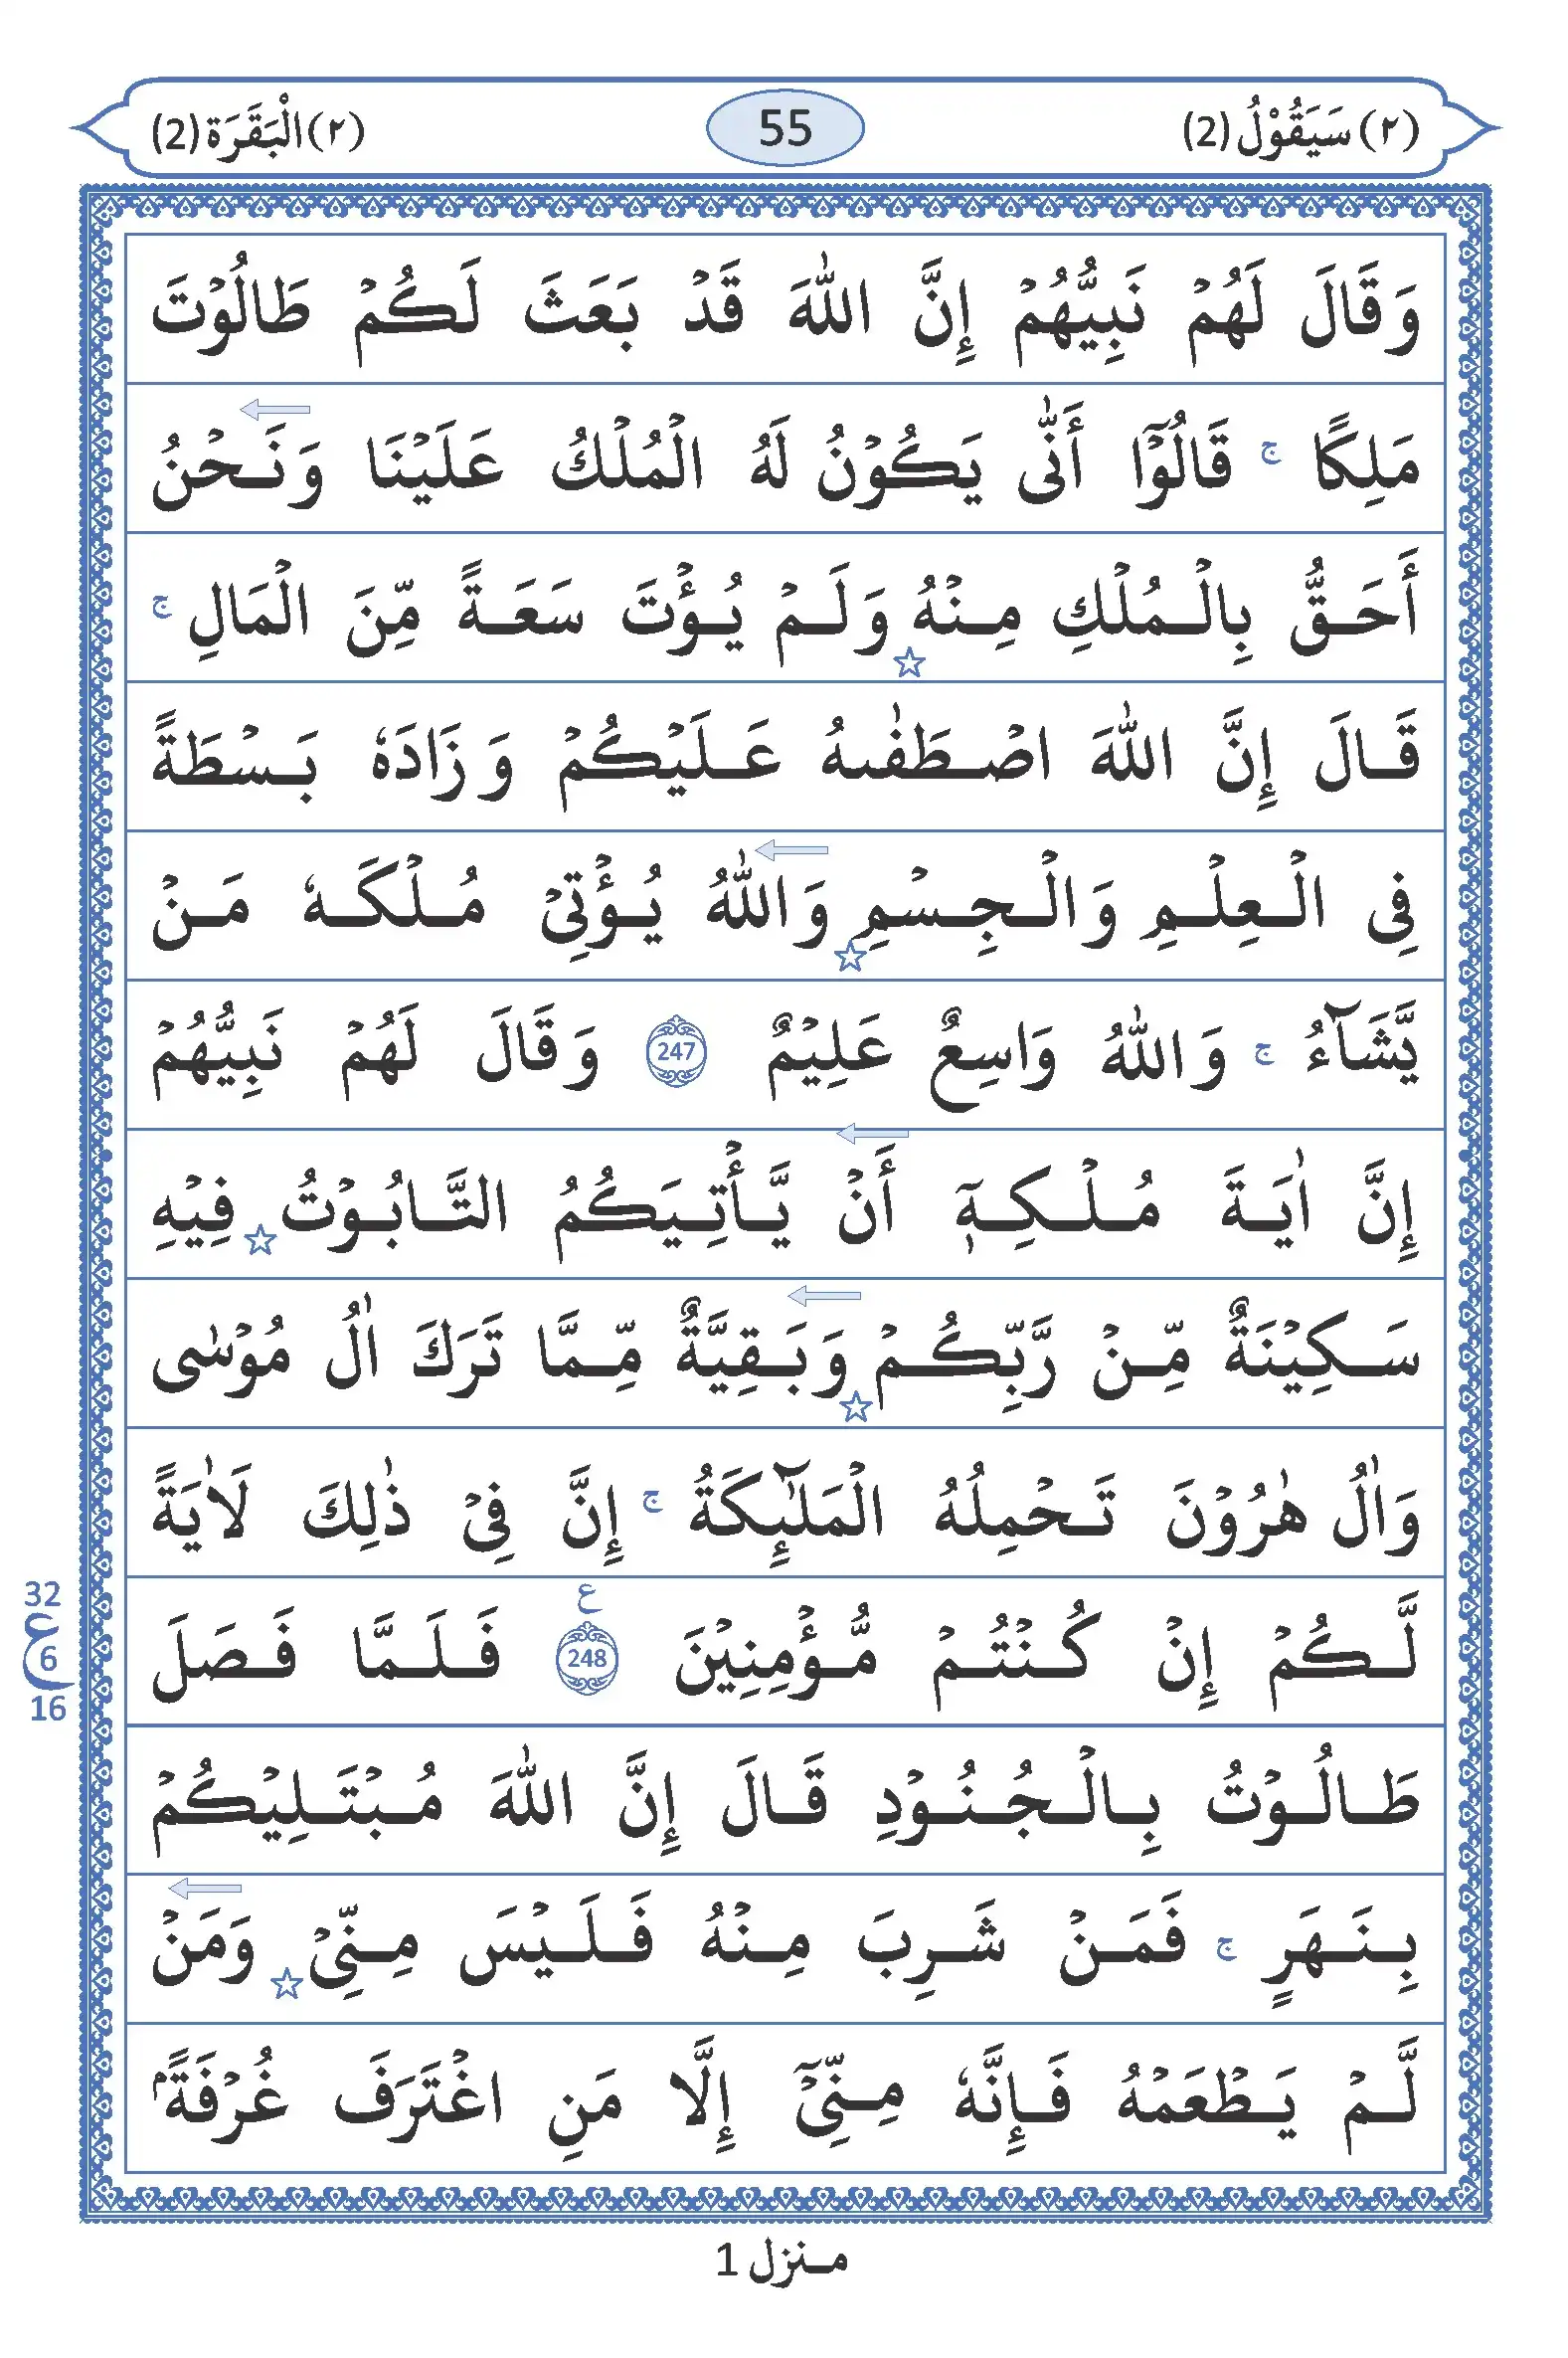 (٢) سَيَقُوْلُ (2)
55
(٢) الْبَقَرَة (2)
وَقَالَ لَهُمْ نَبِيُّهُمْ إِنَّ اللّٰهَ قَدْ بَعَثَ لَكُمْ طَالُوْتَ
مَلِكًا ۚ قَالُوْٓا أَنّٰى يَكُوْنُ لَهُ الْمُلْكُ عَلَيْنَا وَنَحْنُ
أَحَقُّ بِالْمُلْكِ مِنْهُ ☆ وَلَمْ يُؤْتَ سَعَةً مِّنَ الْمَالِ ۚ
قَالَ إِنَّ اللّٰهَ اصْطَفٰىهُ عَلَيْكُمْ وَزَادَهٗ بَسْطَةً
فِى الْعِلْمِ وَالْجِسْمِ ☆ وَاللّٰهُ يُؤْتِىْ مُلْكَهٗ مَنْ
يَّشَآءُ ۚ وَاللّٰهُ وَاسِعٌ عَلِيْمٌ 247 وَقَالَ لَهُمْ نَبِيُّهُمْ
إِنَّ اٰيَةَ مُلْكِهٖٓ أَنْ يَّأْتِيَكُمُ التَّابُوْتُ ☆ فِيْهِ
سَكِيْنَةٌ مِّنْ رَّبِّكُمْ ☆ وَبَقِيَّةٌ مِّمَّا تَرَكَ اٰلُ مُوْسٰى
وَاٰلُ هٰرُوْنَ تَحْمِلُهُ الْمَلٰٓئِكَةُ ۚ إِنَّ فِىْ ذٰلِكَ لَاٰيَةً
لَّكُمْ إِنْ كُنْتُمْ مُّؤْمِنِيْنَ 248 ع فَلَمَّا فَصَلَ
32
ع 6
16
طَالُوْتُ بِالْجُنُوْدِ قَالَ إِنَّ اللّٰهَ مُبْتَلِيْكُمْ
بِنَهَرٍ ۚ فَمَنْ شَرِبَ مِنْهُ فَلَيْسَ مِنِّىْ ☆ وَمَنْ
لَّمْ يَطْعَمْهُ فَإِنَّهٗ مِنِّىْٓ إِلَّا مَنِ اغْتَرَفَ غُرْفَةًۢ
منزل 1